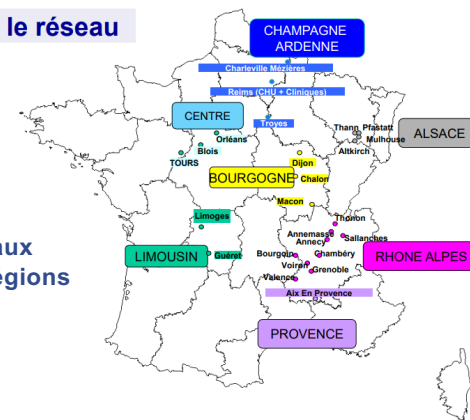 le réseau
CHAMPAGNE
ARDENNE
Charleville Mézières
Reims (CHU + Cliniques)
CENTRE
Troyes
Orléans
Blois
TOURS
Thann Pfastatt
Mulhouse
Altkirch
ALSACE
Dijon
BOURGOGNE
Chalon
Macon
Limoges
Thonon
Annemasse
Sallanches
Annecy
aux
égions
LIMOUSIN
Guéret
Bourgoin
Chambéry
RHONE ALPES
Voiron
Grenoble
Valence
Aix En Provence
PROVENCE